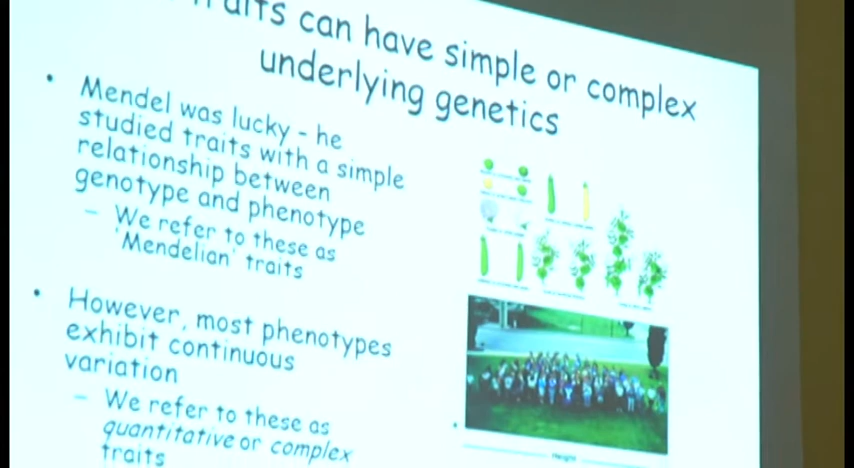 Traits can have simple or complex
underlying genetics
• Mendel was lucky - he
studied traits with a simple
relationship between
genotype and phenotype
– We refer to these as
'Mendelian' traits
• However, most phenotypes
exhibit continuous
variation
– We refer to these as
quantitative or complex
traits
Height